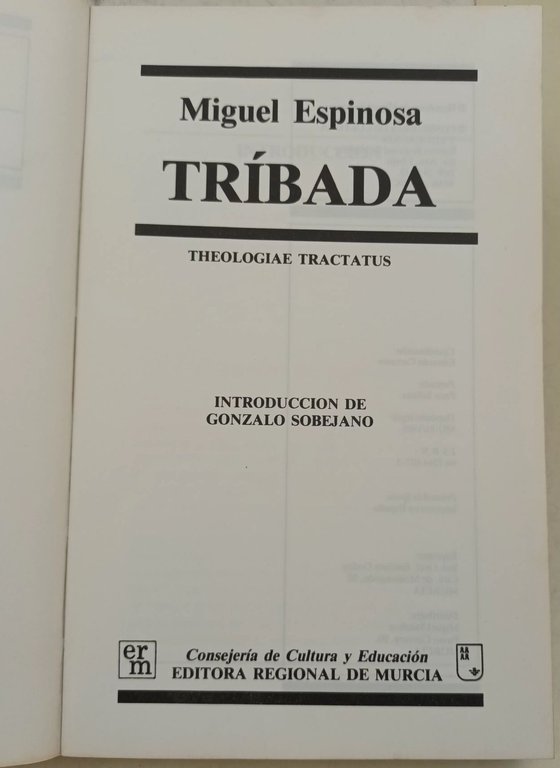 Miguel Espinosa
TRÍBADA
THEOLOGIAE TRACTATUS
INTRODUCCION DE
GONZALO SOBEJANO
erm
Consejería de Cultura y Educación
EDITORA REGIONAL DE MURCIA